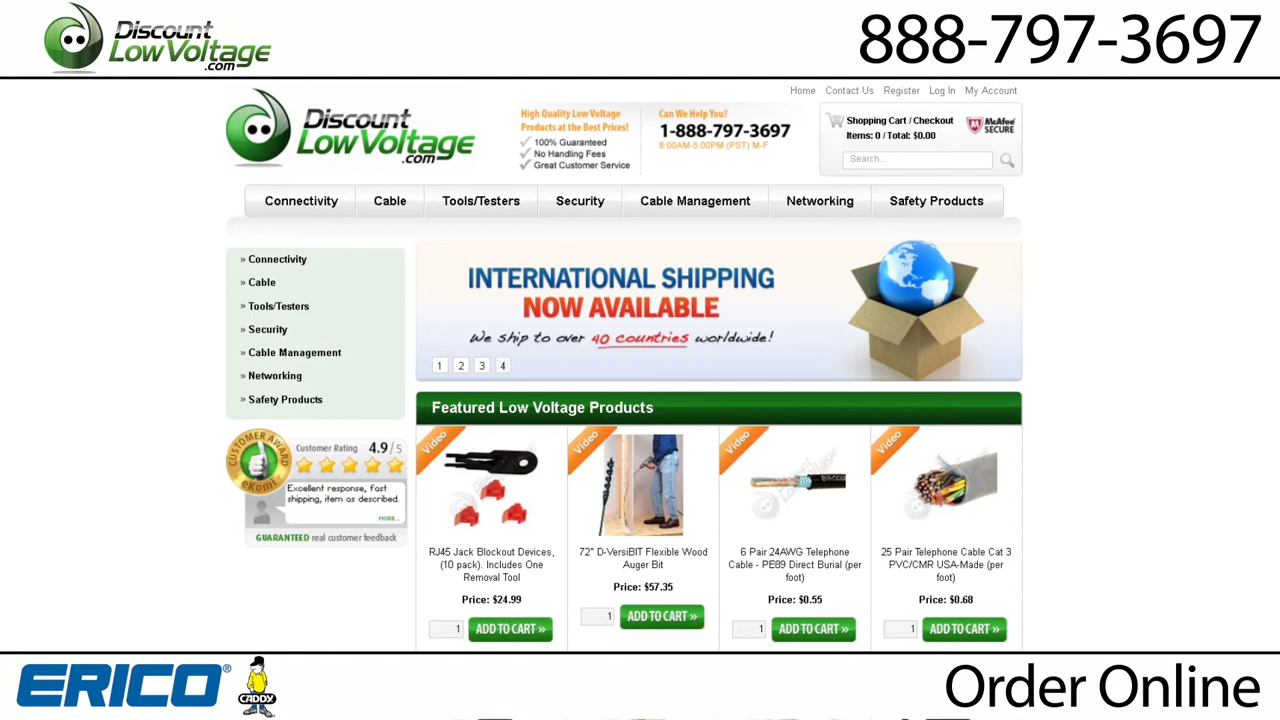 Discount
LowVoltage
.com
888-797-3697
Home Contact Us Register Log In My Account
Discount
LowVoltage
.com
High Quality Low Voltage
Products at the Best Prices!
100% Guaranteed
No Handling Fees
Great Customer Service
Can We Help You?
1-888-797-3697
8:00AM-5:00PM (PST) M-F
Shopping Cart / Checkout
Items: 0 / Total: $0.00
McAfee
SECURE
Search...
Connectivity Cable Tools/Testers Security Cable Management Networking Safety Products
» Connectivity
» Cable
» Tools/Testers
» Security
» Cable Management
» Networking
» Safety Products
INTERNATIONAL SHIPPING
NOW AVAILABLE
We ship to over 40 countries worldwide!
1 2 3 4
CUSTOMER AWARD
eKomi
Customer Rating 4.9 / 5
Excellent response, fast
shipping, item as described.
MORE...
GUARANTEED real customer feedback
Featured Low Voltage Products
Video
RJ45 Jack Blockout Devices,
(10 pack). Includes One
Removal Tool
Price: $24.99
1 ADD TO CART »
Video
72" D-VersiBIT Flexible Wood
Auger Bit
Price: $57.35
1 ADD TO CART »
Video
6 Pair 24AWG Telephone
Cable - PE89 Direct Burial (per
foot)
Price: $0.55
1 ADD TO CART »
Video
25 Pair Telephone Cable Cat 3
PVC/CMR USA-Made (per
foot)
Price: $0.68
1 ADD TO CART »
ERICO®
CADDY
Order Online